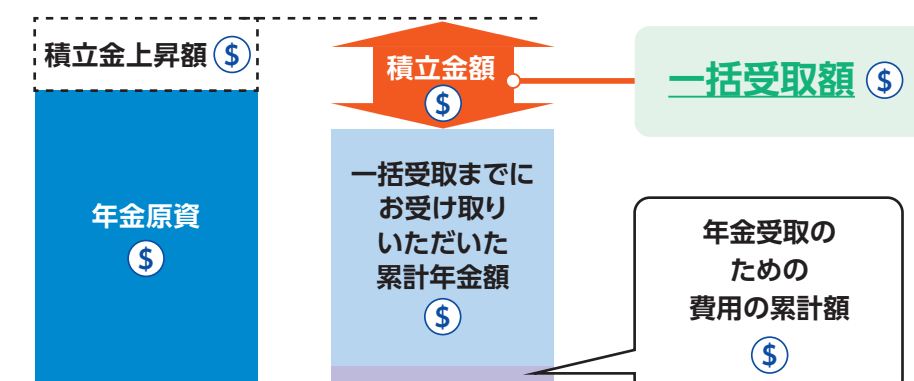 積立金上昇額 $
積立金額
$
一括受取額 $
一括受取までに
お受け取り
いただいた
累計年金額
$
年金原資
$
年金受取の
ための
費用の累計額
$